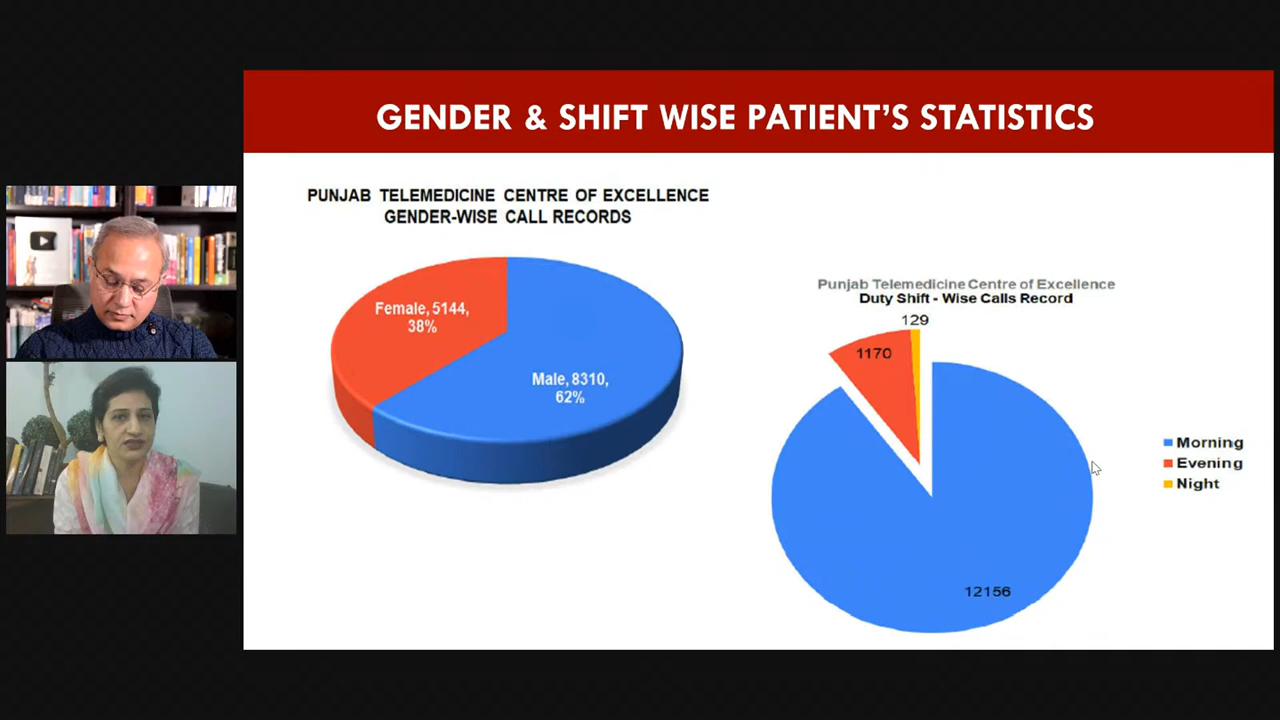 GENDER & SHIFT WISE PATIENT'S STATISTICS
PUNJAB TELEMEDICINE CENTRE OF EXCELLENCE
GENDER-WISE CALL RECORDS
Female, 5144,
38%
Male, 8310,
62%
Punjab Telemedicine Centre of Excellence
Duty Shift - Wise Calls Record
129
1170
12156
Morning
Evening
Night